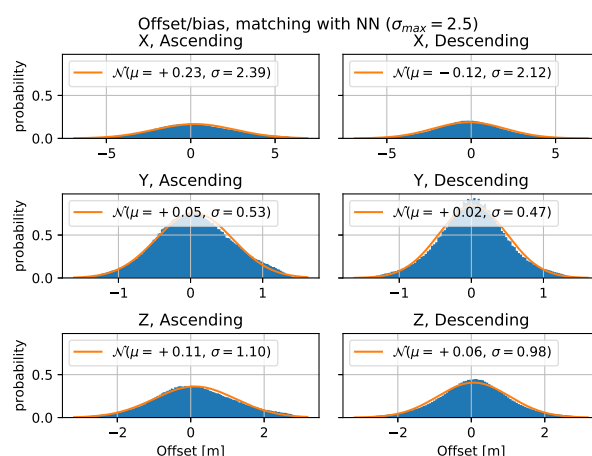 Offset/bias, matching with NN (σmax = 2.5)
X, Ascending
X, Descending
probability
0.5
0.0
N(μ = +0.23, σ = 2.39)
N(μ = −0.12, σ = 2.12)
−5 0 5
−5 0 5
Y, Ascending
Y, Descending
probability
0.5
0.0
N(μ = +0.05, σ = 0.53)
N(μ = +0.02, σ = 0.47)
−1 0 1
−1 0 1
Z, Ascending
Z, Descending
probability
0.5
0.0
N(μ = +0.11, σ = 1.10)
N(μ = +0.06, σ = 0.98)
−2 0 2
−2 0 2
Offset [m]
Offset [m]